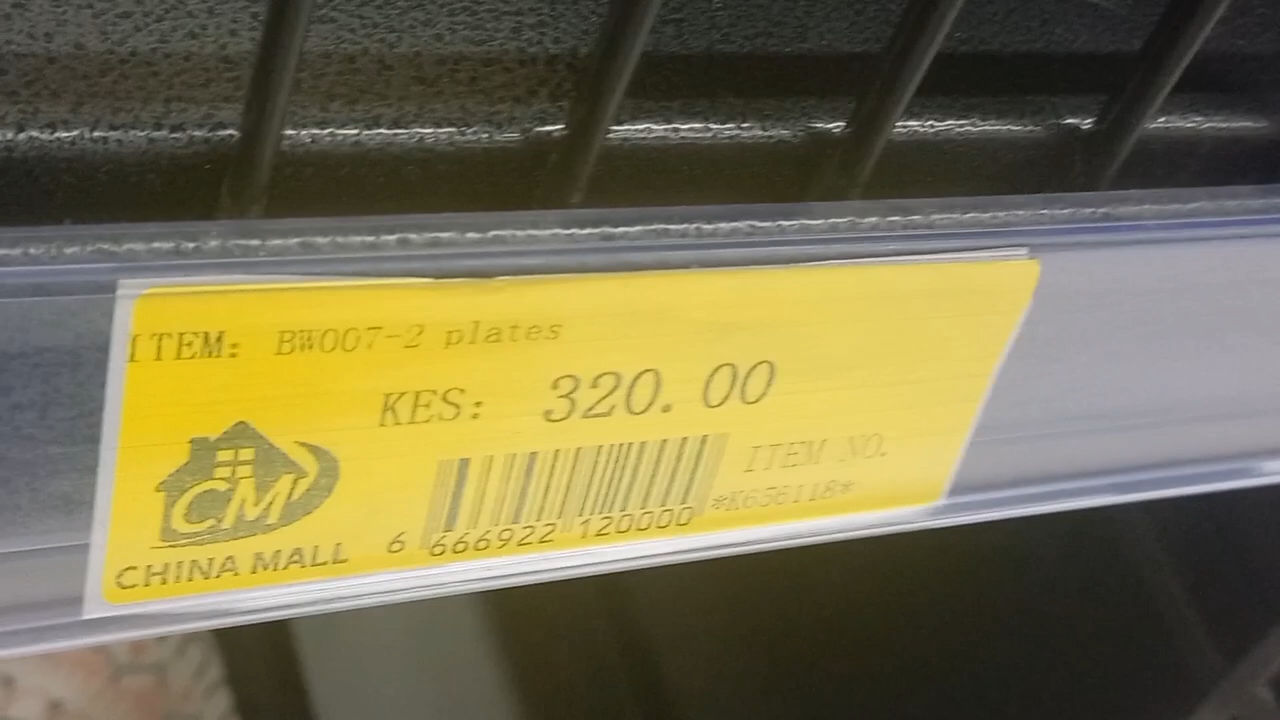 ITEM: BW007-2 plates
KES: 320.00
CM
CHINA MALL
6 666922 120000
ITEM NO.
*K656118*